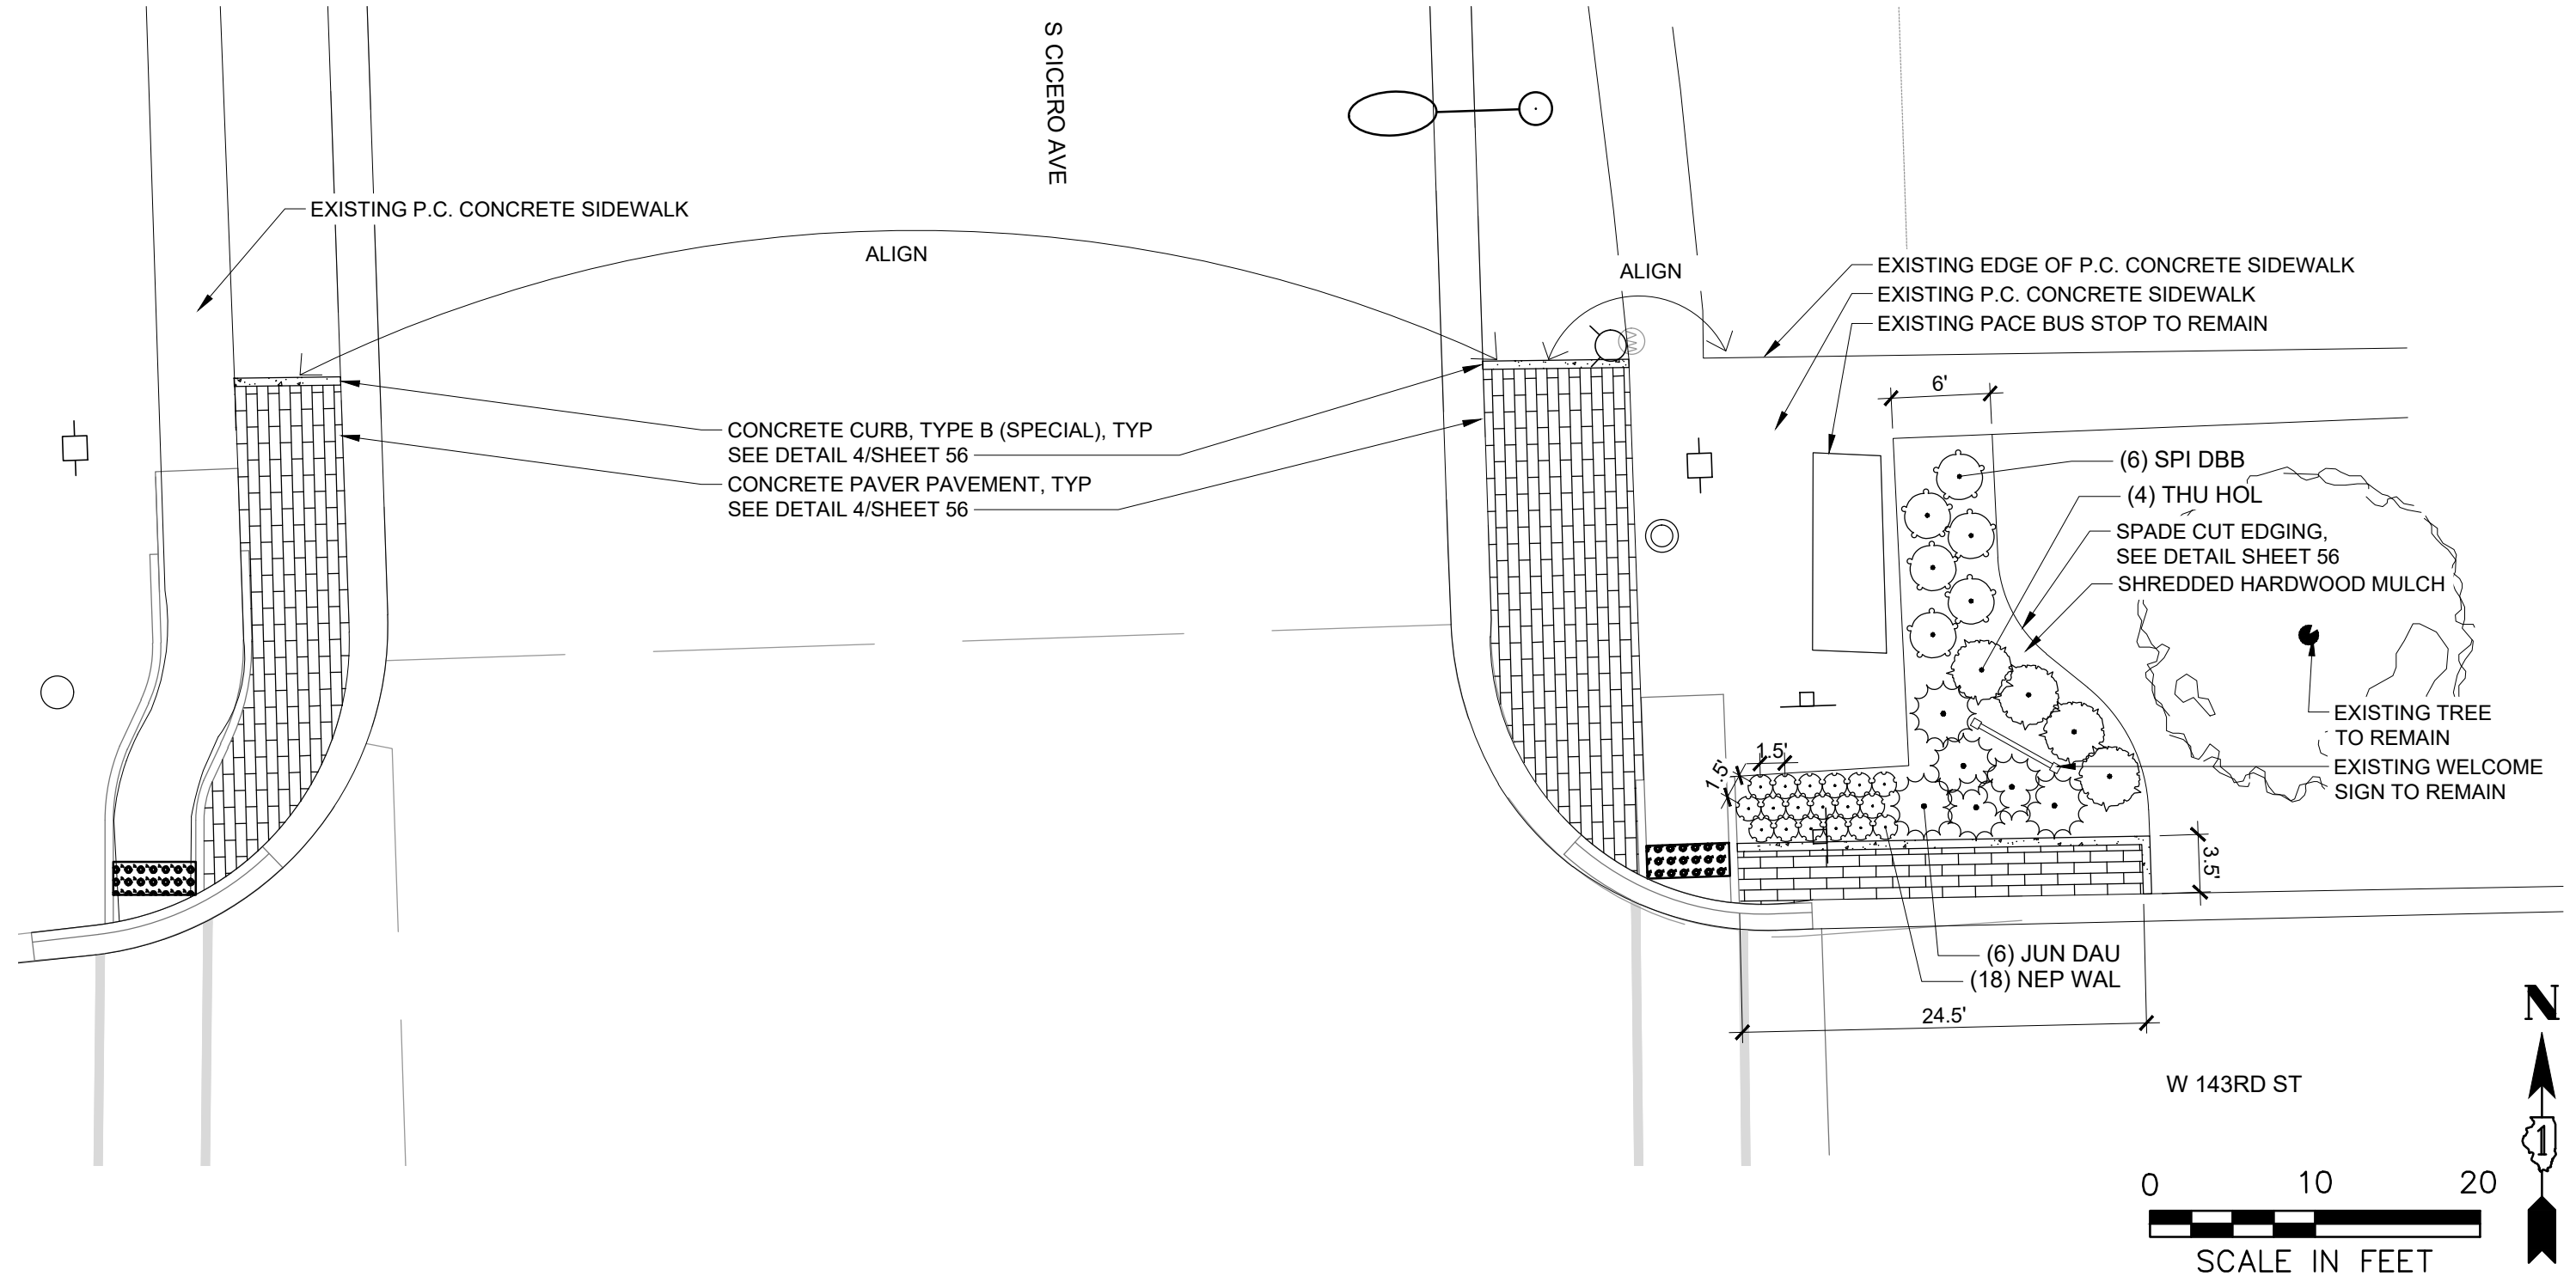 S CICERO AVE
EXISTING P.C. CONCRETE SIDEWALK
ALIGN
ALIGN
EXISTING EDGE OF P.C. CONCRETE SIDEWALK
EXISTING P.C. CONCRETE SIDEWALK
EXISTING PACE BUS STOP TO REMAIN
6'
CONCRETE CURB, TYPE B (SPECIAL), TYP
SEE DETAIL 4/SHEET 56
CONCRETE PAVER PAVEMENT, TYP
SEE DETAIL 4/SHEET 56
(6) SPI DBB
(4) THU HOL
SPADE CUT EDGING,
SEE DETAIL SHEET 56
SHREDDED HARDWOOD MULCH
EXISTING TREE
TO REMAIN
EXISTING WELCOME
SIGN TO REMAIN
1.5'
1.5'
3.5'
(6) JUN DAU
(18) NEP WAL
24.5'
W 143RD ST
N
1
0 10 20
SCALE IN FEET